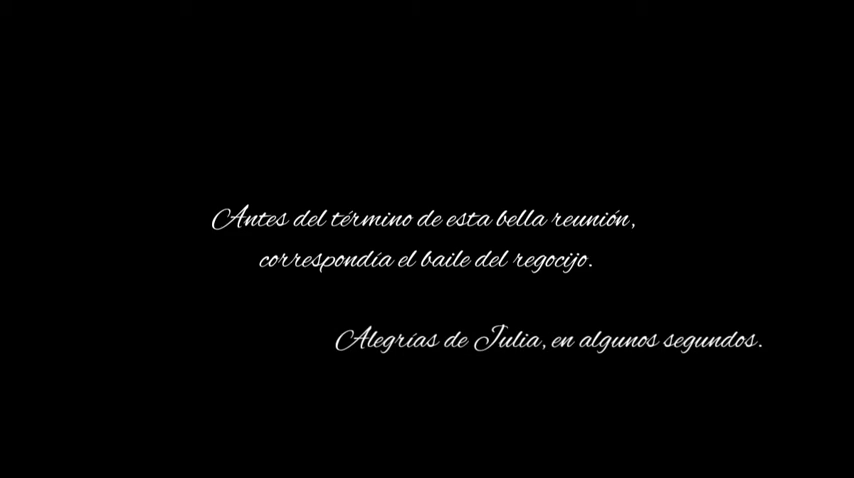 Antes del término de esta bella reunión,
correspondía el baile del regocijo.
Alegrías de Julia, en algunos segundos.